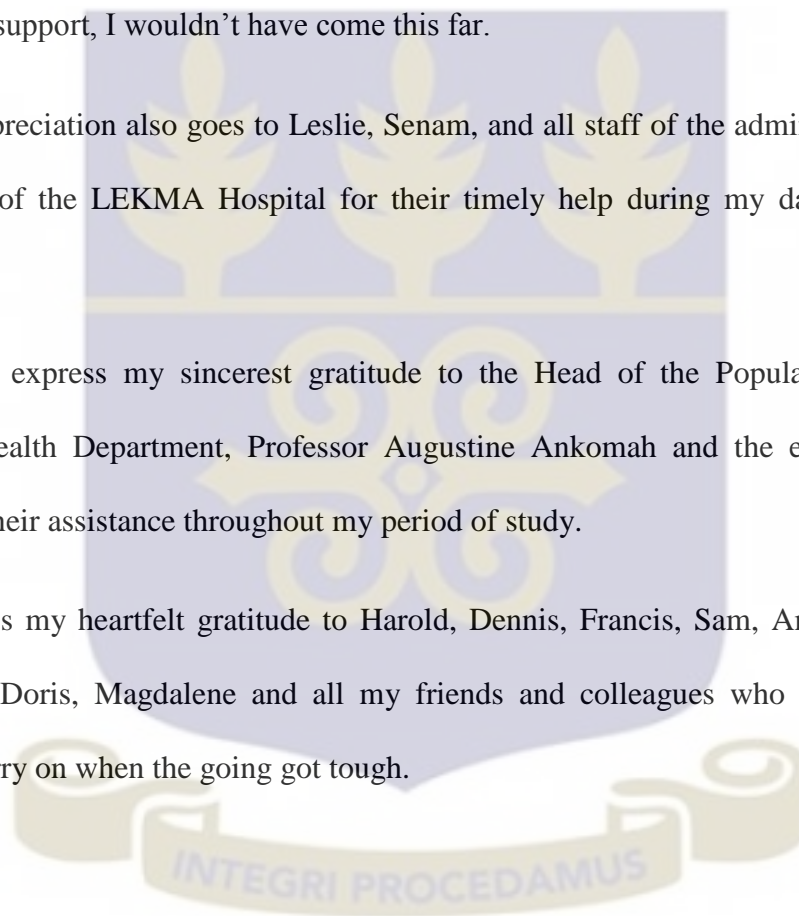 support, I wouldn't have come this far.
preciation also goes to Leslie, Senam, and all staff of the admi
of the LEKMA Hospital for their timely help during my da
express my sincerest gratitude to the Head of the Popula
ealth Department, Professor Augustine Ankomah and the e
heir assistance throughout my period of study.
s my heartfelt gratitude to Harold, Dennis, Francis, Sam, Ar
Doris, Magdalene and all my friends and colleagues who
rry on when the going got tough.
INTEGRI PROCEDAMUS